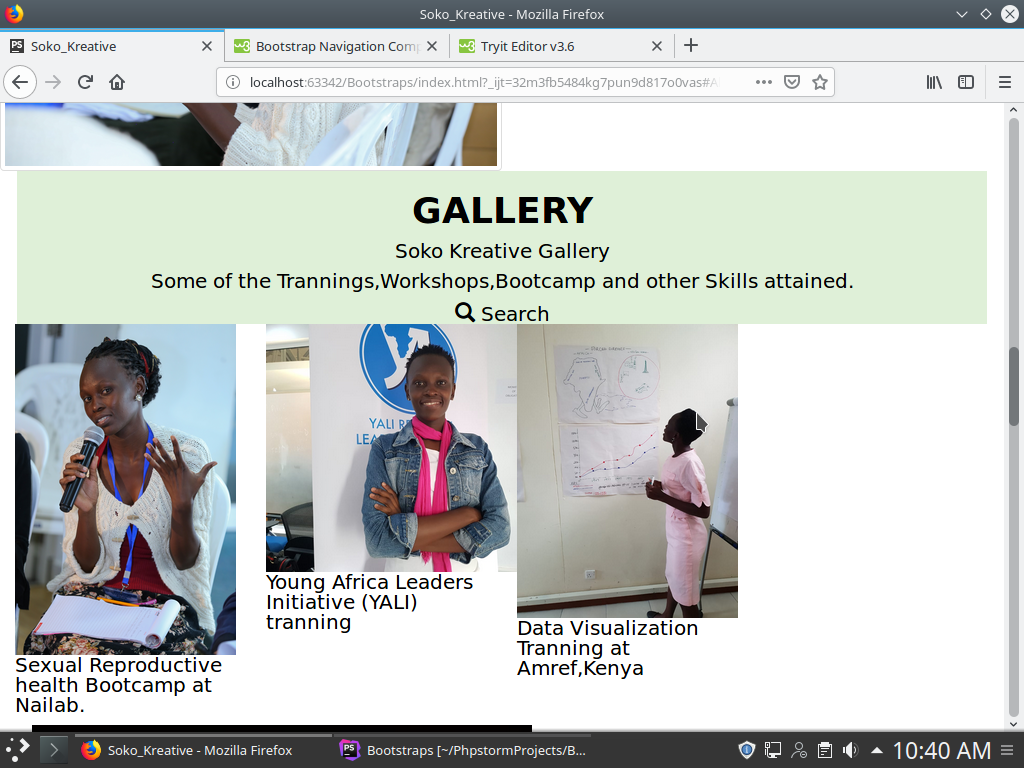 Soko_Kreative - Mozilla Firefox
Soko_Kreative
Bootstrap Navigation Comp
Tryit Editor v3.6
localhost:63342/Bootstraps/index.html?_ijt=32m3fb5484kg7pun9d817o0vas#A
GALLERY
Soko Kreative Gallery
Some of the Trannings,Workshops,Bootcamp and other Skills attained.
Search
YALI RE
LEA
Sexual Reproductive
health Bootcamp at
Nailab.
Young Africa Leaders
Initiative (YALI)
tranning
Data Visualization
Tranning at
Amref,Kenya
Soko_Kreative - Mozilla Firefox
Bootstraps [~/PhpstormProjects/B...
10:40 AM